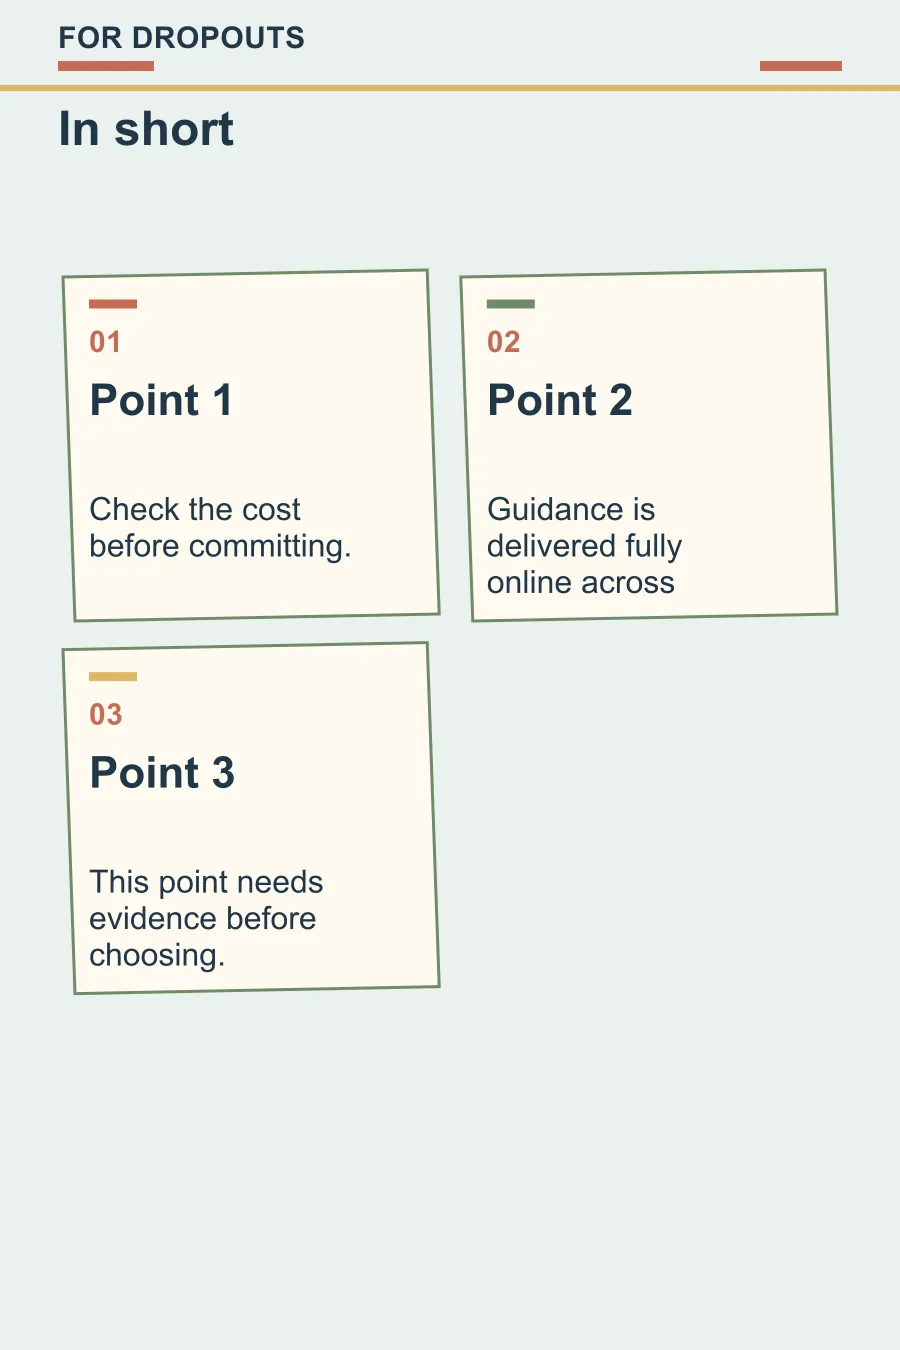 FOR DROPOUTS
In short
01
Point 1
Check the cost
before committing.
02
Point 2
Guidance is
delivered fully
online across
03
Point 3
This point needs
evidence before
choosing.